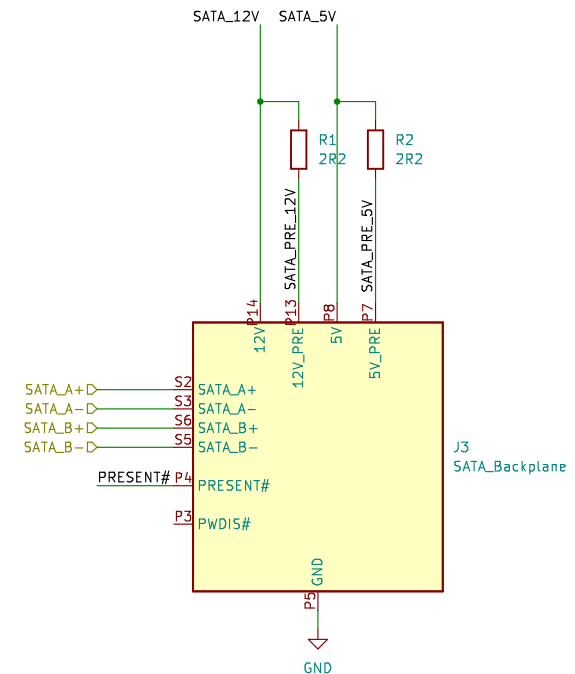 SATA_12V
SATA_5V
R1
2R2
R2
2R2
SATA_PRE_12V
SATA_PRE_5V
P14
P13
P8
P7
12V
12V_PRE
5V
5V_PRE
SATA_A+
S2
SATA_A+
SATA_A-
S3
SATA_A-
SATA_B+
S6
SATA_B+
SATA_B-
S5
SATA_B-
J3
SATA_Backplane
PRESENT#
P4
PRESENT#
P3
PWDIS#
GND
P5
GND